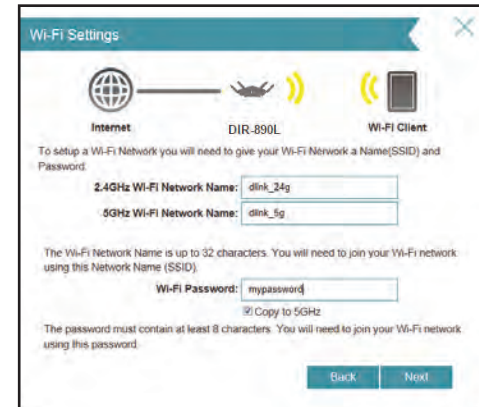 Wi-Fi Settings
Internet
DIR-890L
Wi-Fi Client
To setup a Wi-Fi Network you will need to give your Wi-Fi Nerwork a Name(SSID) and
Password.
2.4GHz Wi-Fi Network Name: dlink_24g
5GHz Wi-Fi Network Name: dlink_5g
The Wi-Fi Network Name is up to 32 characters. You will need to join your Wi-Fi network
using this Network Name (SSID).
Wi-Fi Password: mypassword
Copy to 5GHz
The password must contain at least 8 characters. You will need to join your Wi-Fi network
using this password.
Back Next